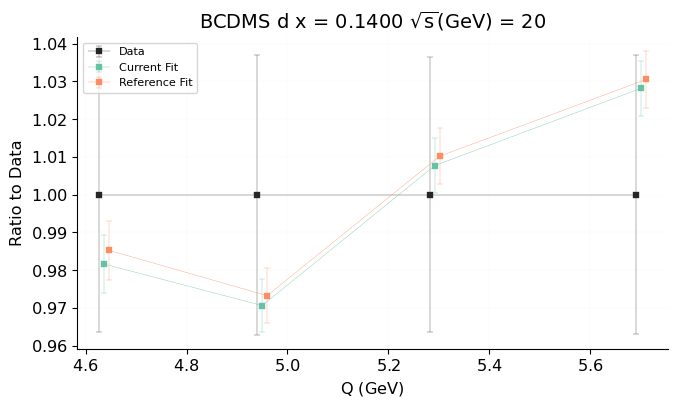 BCDMS d x = 0.1400 √s(GeV) = 20
Data
Current Fit
Reference Fit
Ratio to Data
1.04
1.03
1.02
1.01
1.00
0.99
0.98
0.97
0.96
4.6
4.8
5.0
5.2
5.4
5.6
Q (GeV)